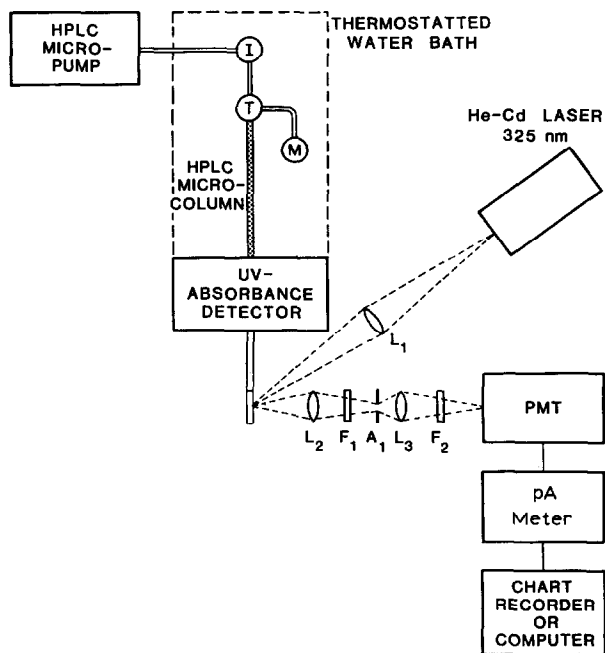 HPLC
MICRO-
PUMP
THERMOSTATTED
WATER BATH
I
T
M
HPLC
MICRO-
COLUMN
He-Cd LASER
325 nm
UV-
ABSORBANCE
DETECTOR
L1
L2
F1
A1
L3
F2
PMT
pA
Meter
CHART
RECORDER
OR
COMPUTER